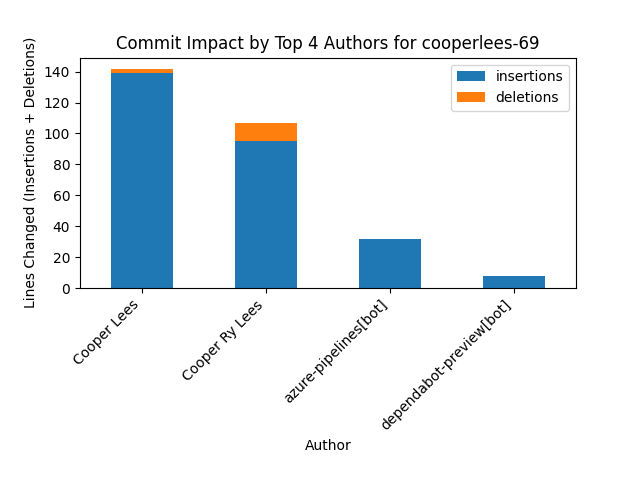 Commit Impact by Top 4 Authors for cooperlees-69
Lines Changed (Insertions + Deletions)
140
120
100
80
60
40
20
0
insertions
deletions
Cooper Lees
Cooper Ry Lees
azure-pipelines[bot]
dependabot-preview[bot]
Author